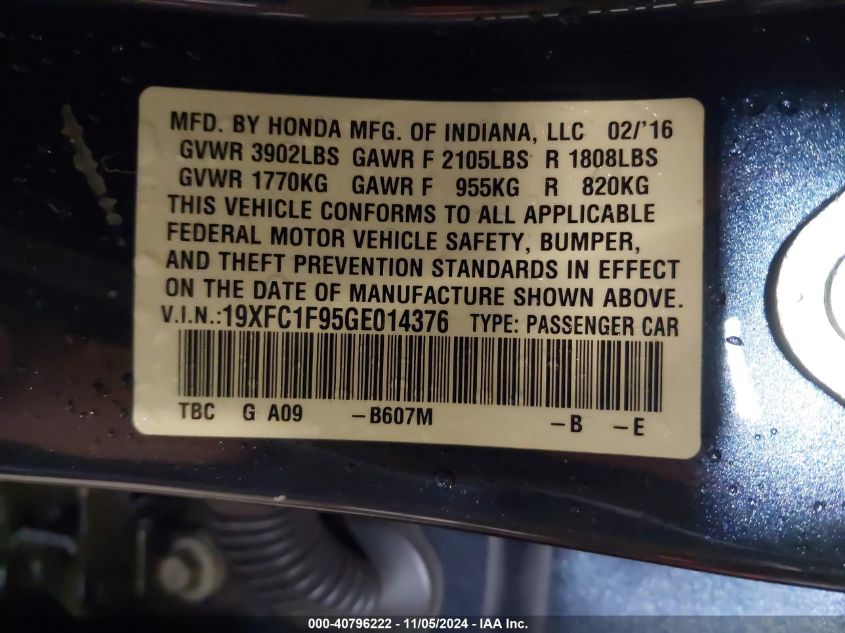 MFD. BY HONDA MFG. OF INDIANA, LLC 02/'16
GVWR 3902LBS GAWR F 2105LBS R 1808LBS
GVWR 1770KG GAWR F 955KG R 820KG
THIS VEHICLE CONFORMS TO ALL APPLICABLE
FEDERAL MOTOR VEHICLE SAFETY, BUMPER,
AND THEFT PREVENTION STANDARDS IN EFFECT
ON THE DATE OF MANUFACTURE SHOWN ABOVE.
V.I.N.:19XFC1F95GE014376 TYPE: PASSENGER CAR
TBC G A09 -B607M -B -E
000-40796222 - 11/05/2024 - IAA Inc.